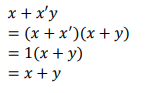 x + x′y
= (x + x′)(x + y)
= 1(x + y)
= x + y